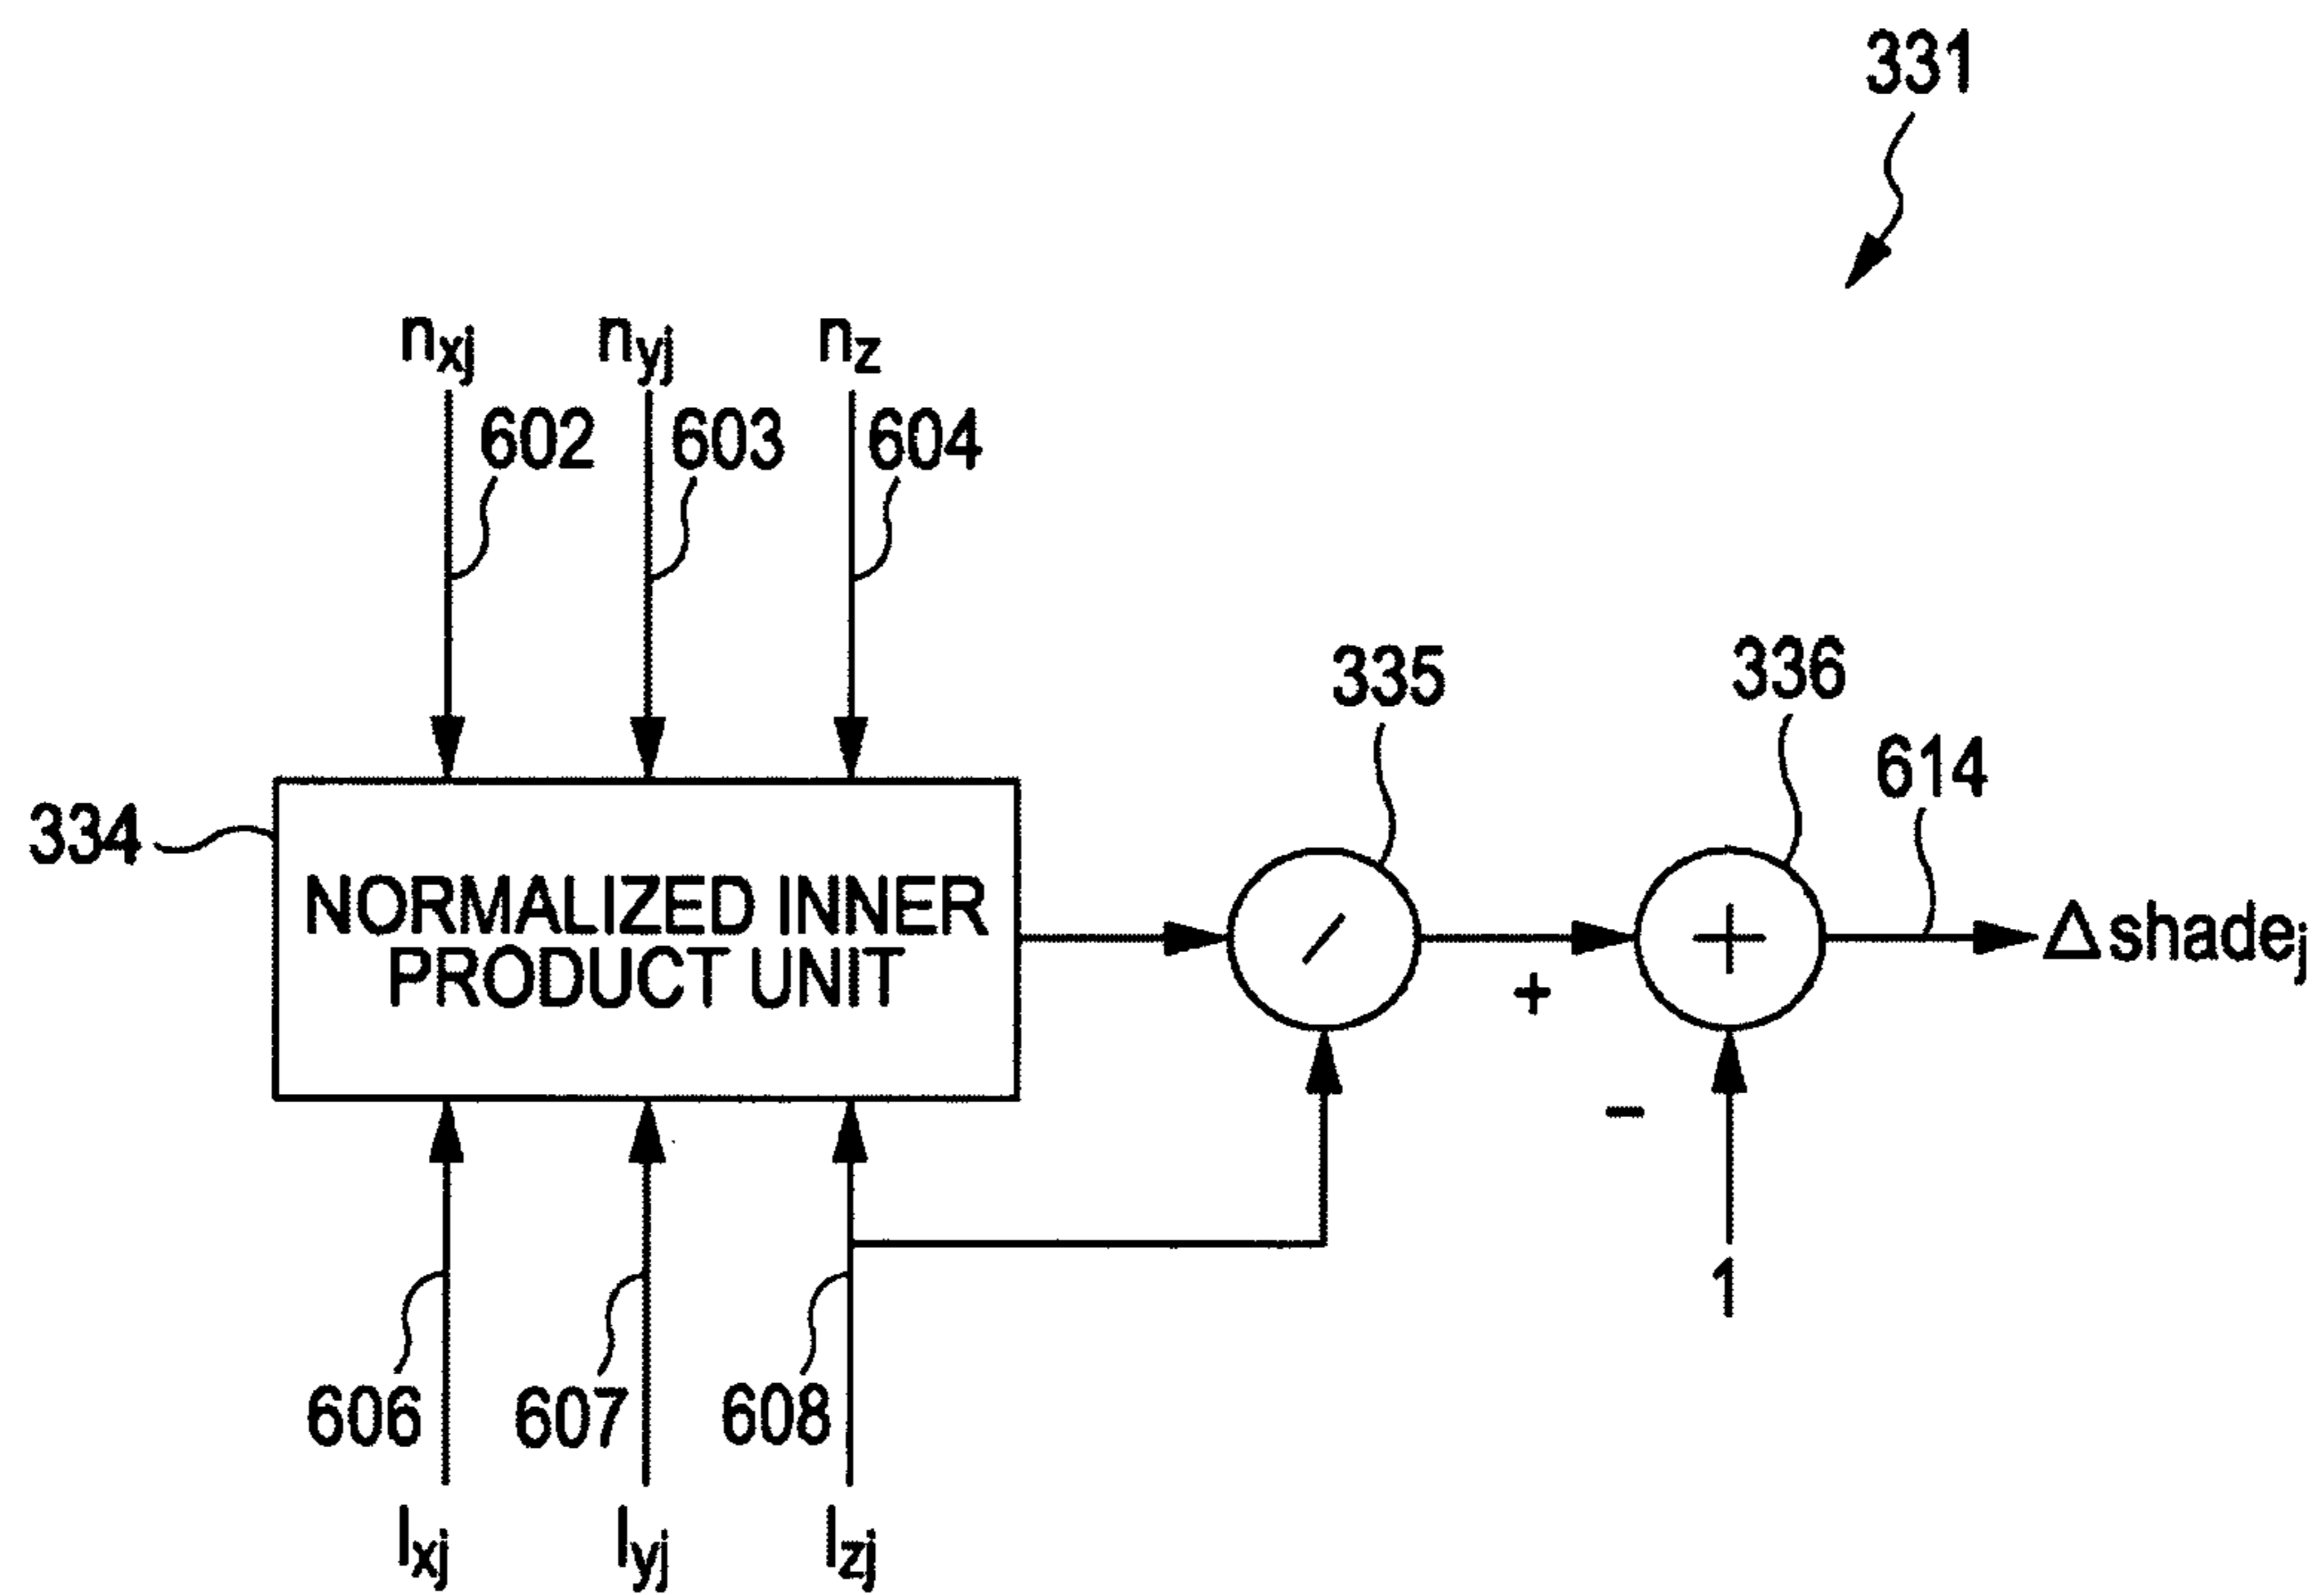 331
nxj nyj nz
602 603 604
335 336
614
334
NORMALIZED INNER
PRODUCT UNIT
/ +
Δshadej
+
−
1
606 607 608
lxj lyj lzj